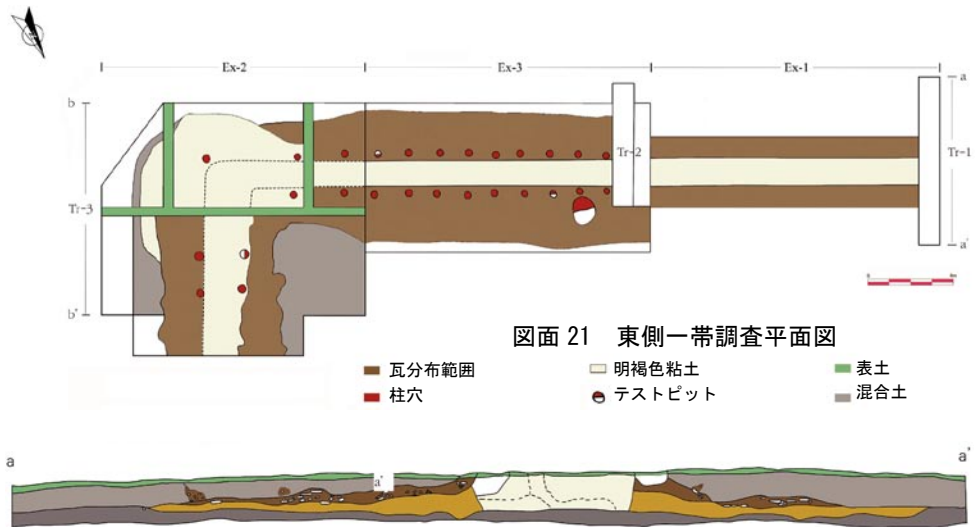 Ex-2 Ex-3 Ex-1
b a
Tr-2 Tr-1
Tr-3
a'
b'
図面 21 東側一帯調査平面図
瓦分布範囲 明褐色粘土 表土
柱穴 テストピット 混合土
a a'
a'